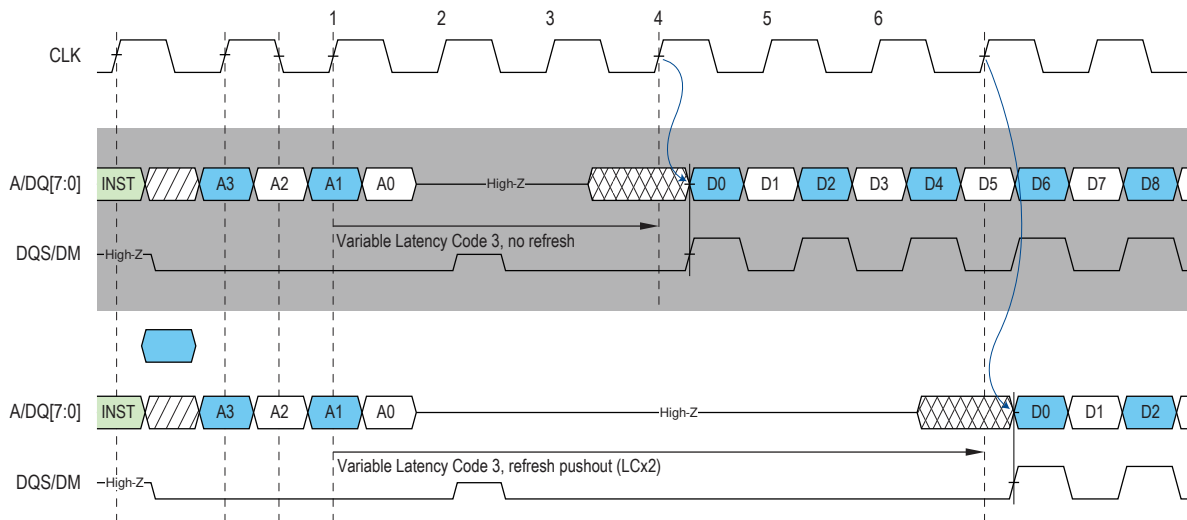 1 2 3 4 5 6
CLK
A/DQ[7:0] INST A3 A2 A1 A0 High-Z D0 D1 D2 D3 D4 D5 D6 D7 D8
Variable Latency Code 3, no refresh
DQS/DM High-Z
A/DQ[7:0] INST A3 A2 A1 A0 High-Z D0 D1 D2
Variable Latency Code 3, refresh pushout (LCx2)
DQS/DM High-Z